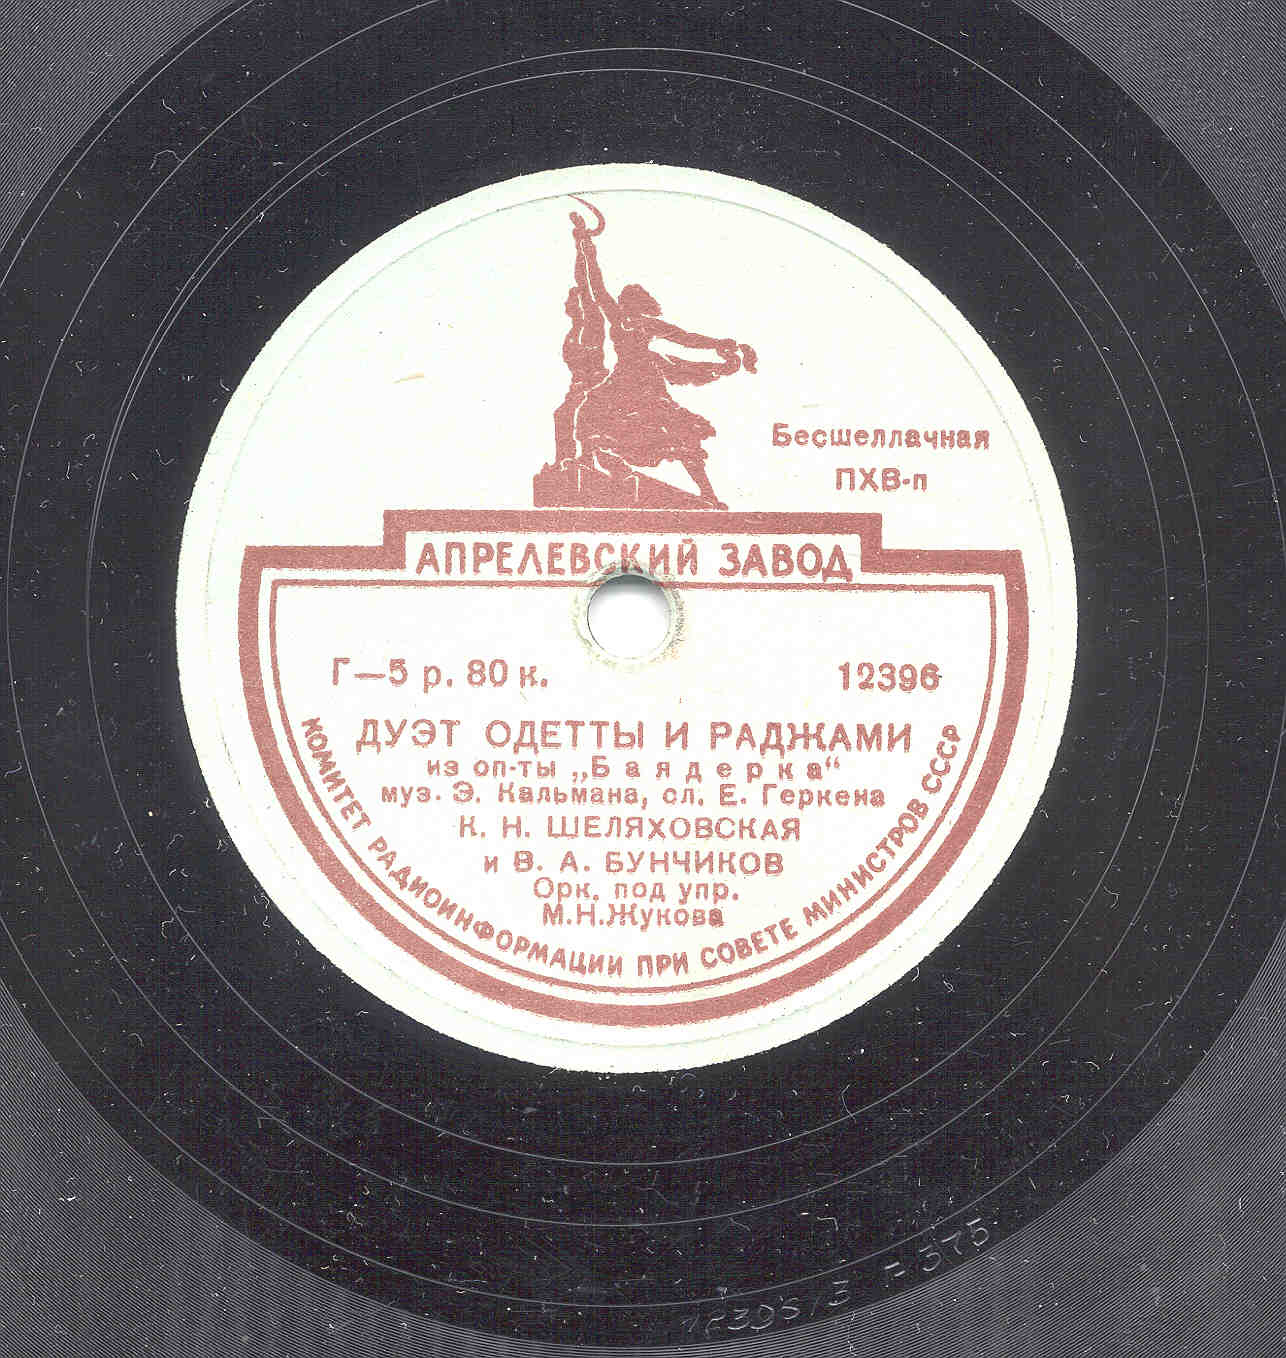 Бесшеллачная
ПХВ-п
АПРЕЛЕВСКИЙ ЗАВОД
Г—5 р. 80 к.
12396
ДУЭТ ОДЕТТЫ И РАДЖАМИ
из оп-ты „Баядерка“
муз. Э. Кальмана, сл. Е. Геркена
К. Н. ШЕЛЯХОВСКАЯ
и В. А. БУНЧИКОВ
Орк. под упр.
М.Н.Жукова
КОМИТЕТ РАДИОИНФОРМАЦИИ ПРИ СОВЕТЕ МИНИСТРОВ СССР